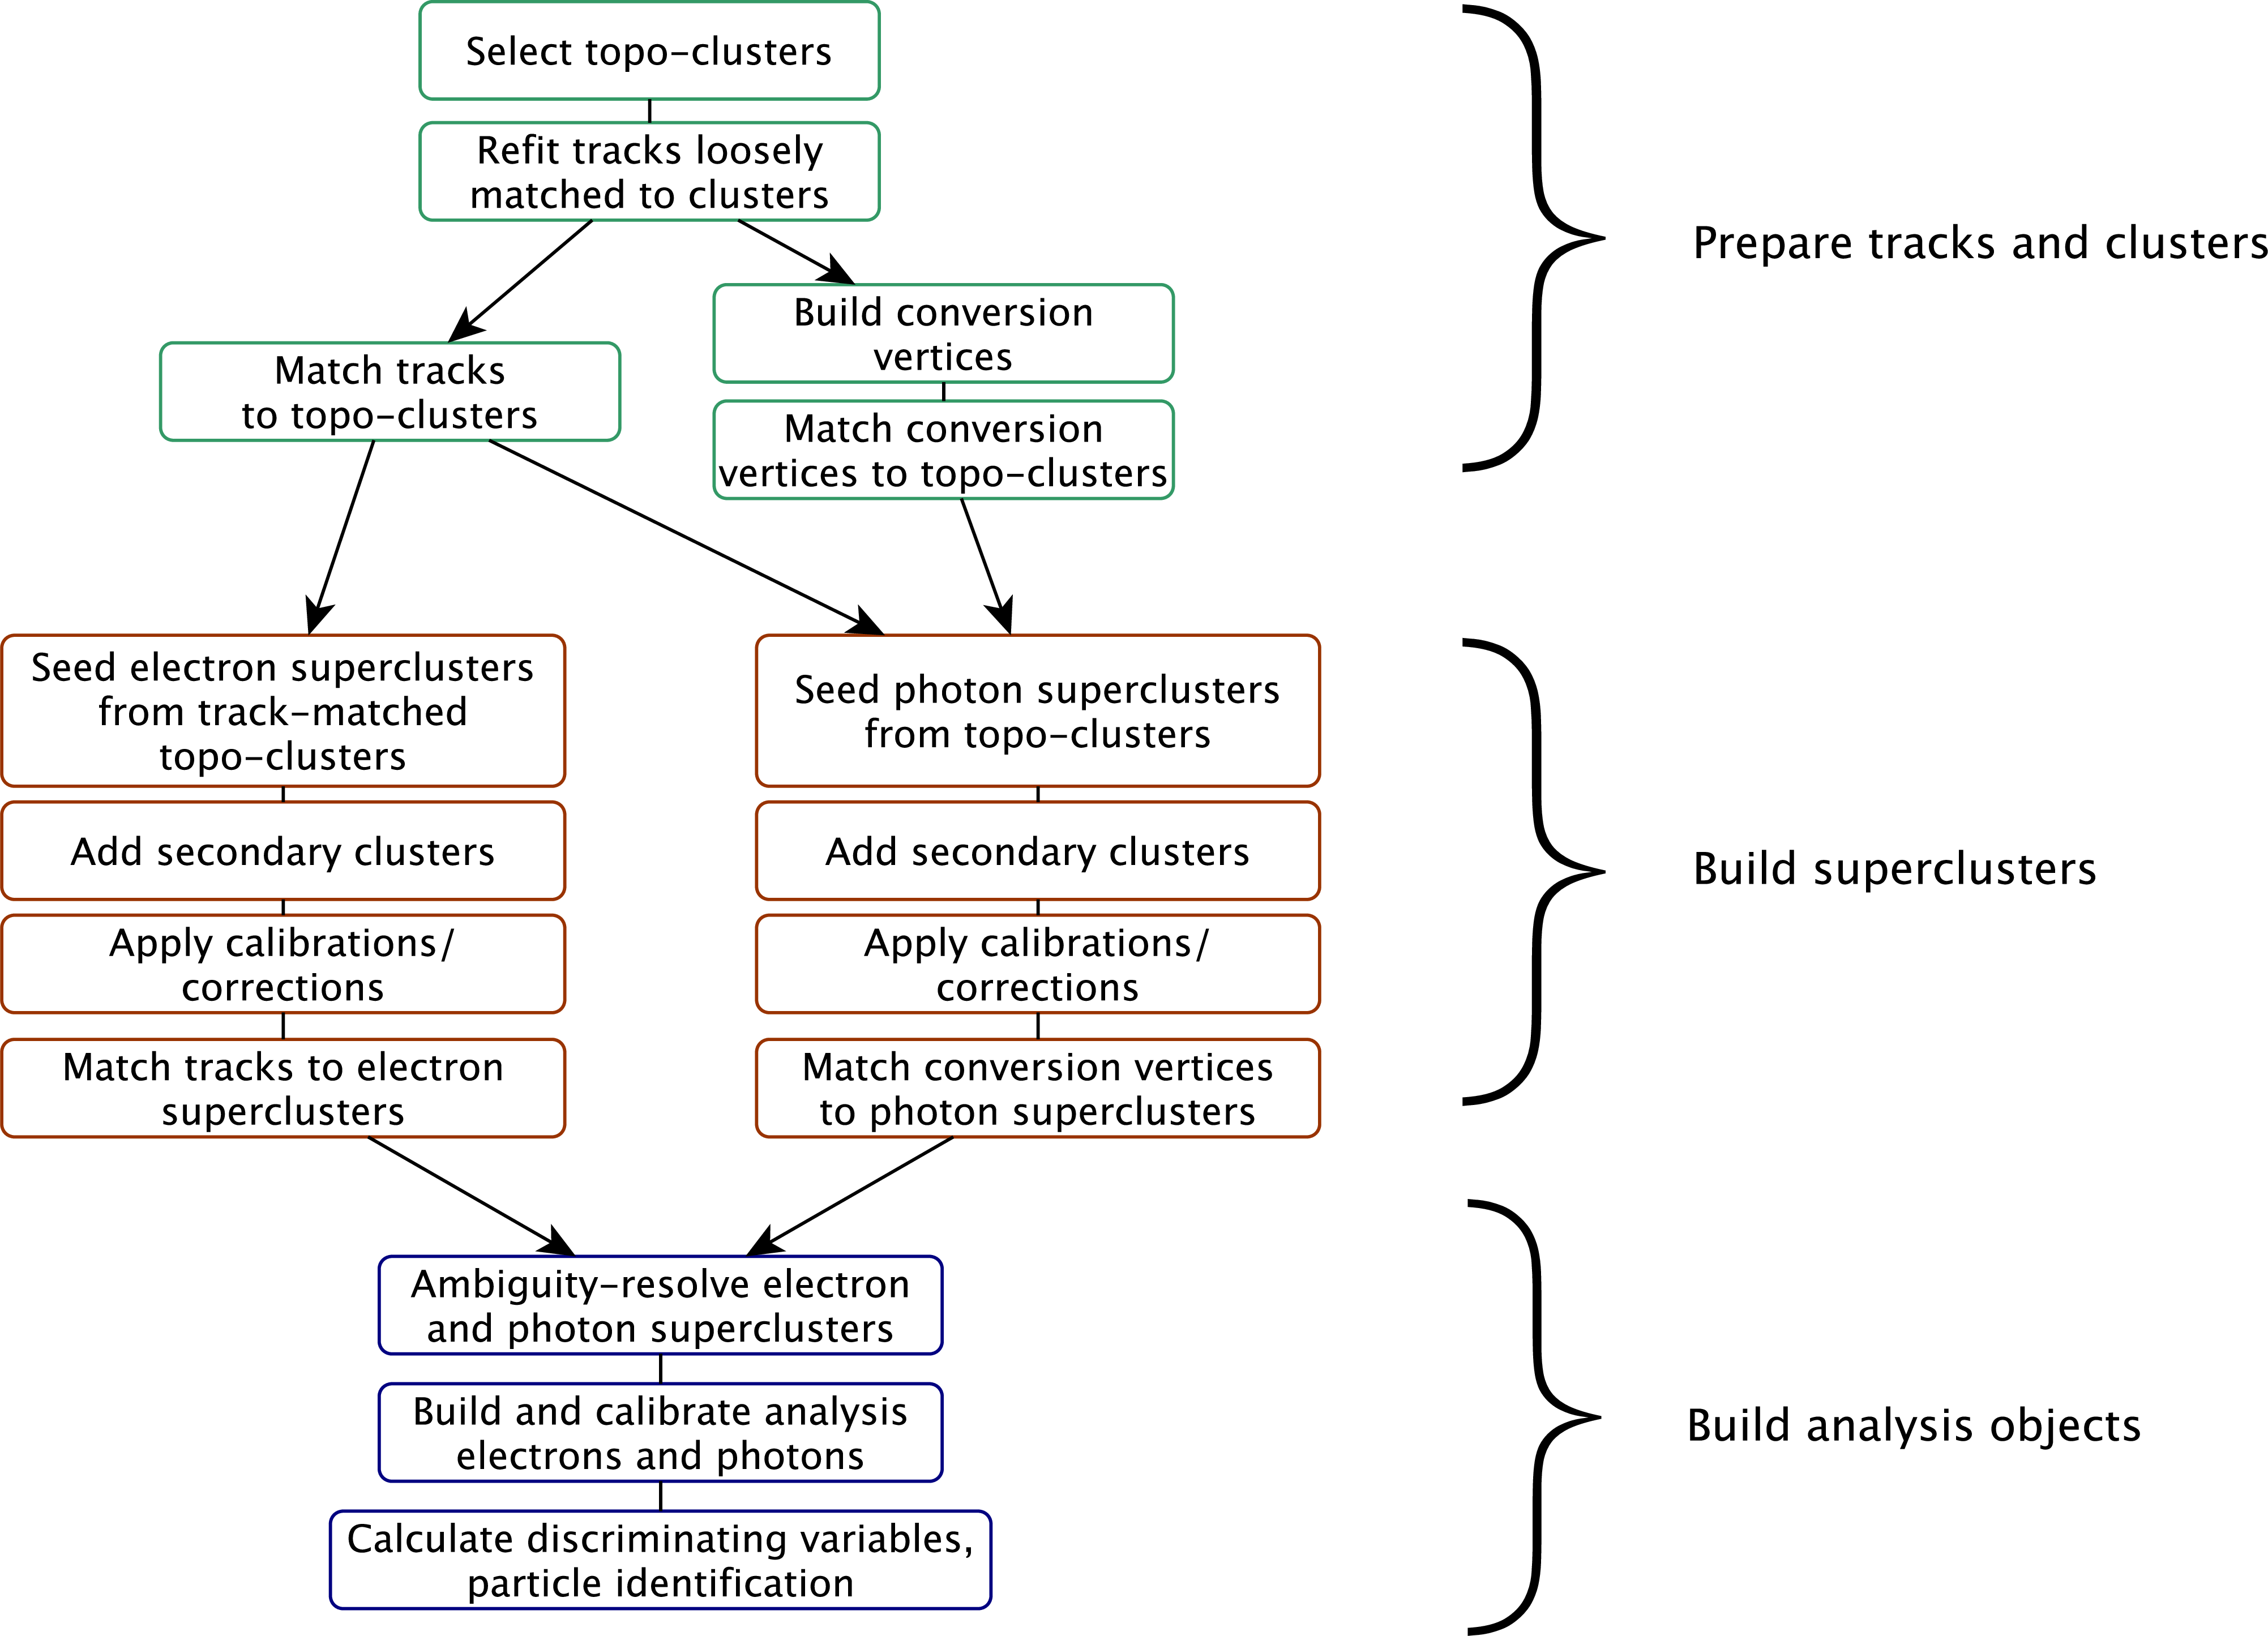 Select topo-clusters
Refit tracks loosely
matched to clusters
Build conversion
vertices
Match tracks
to topo-clusters
Match conversion
vertices to topo-clusters
Prepare tracks and clusters
Seed electron superclusters
from track-matched
topo-clusters
Add secondary clusters
Apply calibrations/
corrections
Match tracks to electron
superclusters
Seed photon superclusters
from topo-clusters
Add secondary clusters
Apply calibrations/
corrections
Match conversion vertices
to photon superclusters
Build superclusters
Ambiguity-resolve electron
and photon superclusters
Build and calibrate analysis
electrons and photons
Calculate discriminating variables,
particle identification
Build analysis objects